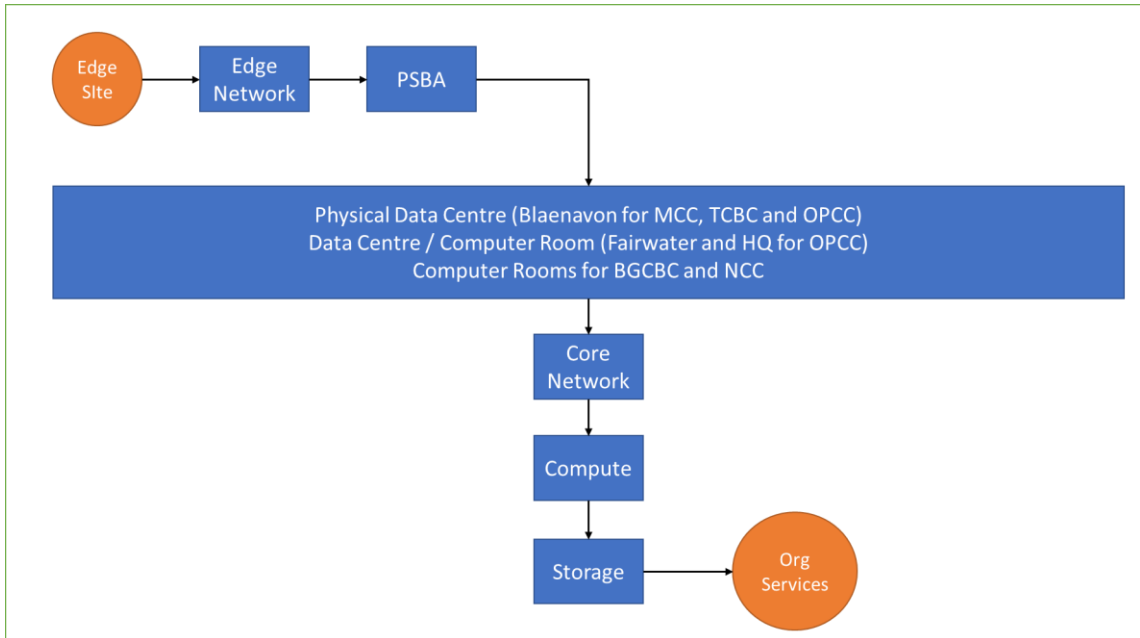 Edge
SIte
Edge
Network
PSBA
Physical Data Centre (Blaenavon for MCC, TCBC and OPCC)
Data Centre / Computer Room (Fairwater and HQ for OPCC)
Computer Rooms for BGCBC and NCC
Core
Network
Compute
Storage
Org
Services